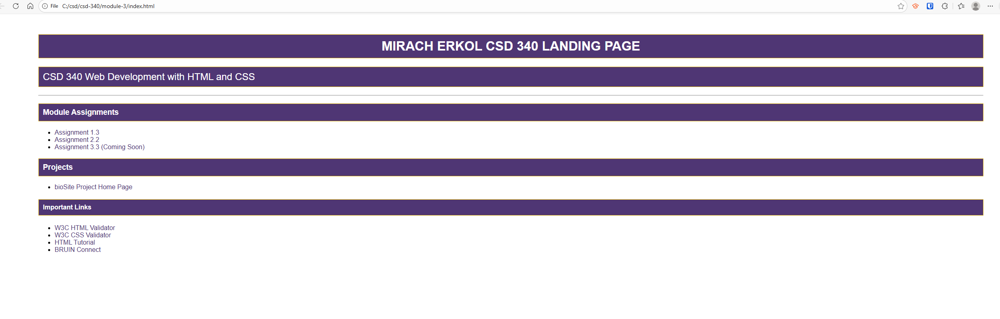 File C:/csd/csd-340/module-3/index.html
MIRACH ERKOL CSD 340 LANDING PAGE
CSD 340 Web Development with HTML and CSS
Module Assignments
Assignment 1.3
Assignment 2.2
Assignment 3.3 (Coming Soon)
Projects
bioSite Project Home Page
Important Links
W3C HTML Validator
W3C CSS Validator
HTML Tutorial
BRUIN Connect